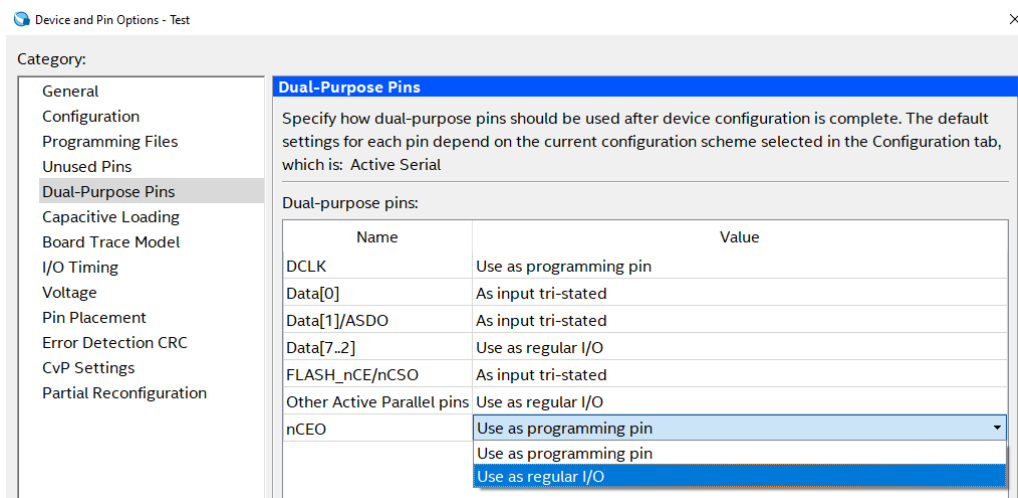 Device and Pin Options - Test
Category:
General
Configuration
Programming Files
Unused Pins
Dual-Purpose Pins
Capacitive Loading
Board Trace Model
I/O Timing
Voltage
Pin Placement
Error Detection CRC
CvP Settings
Partial Reconfiguration
Dual-Purpose Pins
Specify how dual-purpose pins should be used after device configuration is complete. The default
settings for each pin depend on the current configuration scheme selected in the Configuration tab,
which is: Active Serial
Dual-purpose pins:
Name Value
DCLK Use as programming pin
Data[0] As input tri-stated
Data[1]/ASDO As input tri-stated
Data[7..2] Use as regular I/O
FLASH_nCE/nCSO As input tri-stated
Other Active Parallel pins Use as regular I/O
nCEO Use as programming pin
Use as programming pin
Use as regular I/O